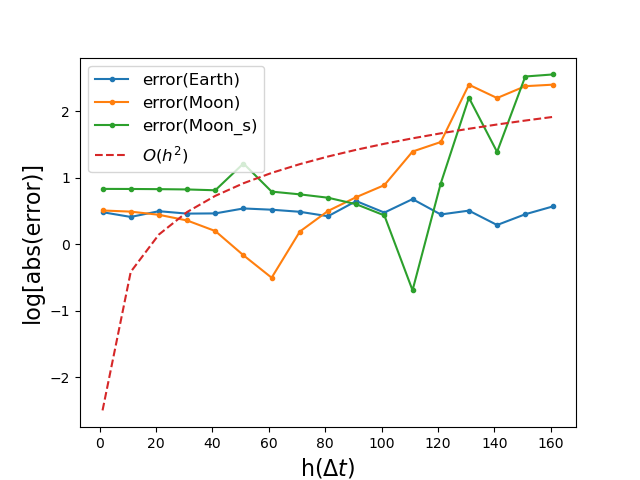 error(Earth)
error(Moon)
error(Moon_s)
O(h²)
2
1
0
−1
−2
log[abs(error)]
0 20 40 60 80 100 120 140 160
h(Δt)